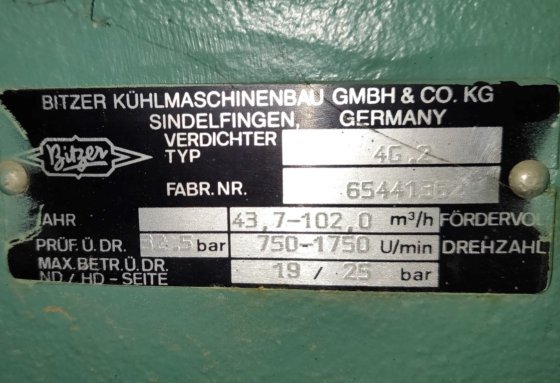 BITZER KÜHLMASCHINENBAU GMBH & CO. KG
SINDELFINGEN, GERMANY
Bitzer
VERDICHTER TYP 4G.2
FABR. NR.
JAHR 43,7-102,0 m³/h FÖRDERVOL
PRÜF.Ü.DR. bar 750-1750 U/min DREHZAHL
MAX.BETR.Ü.DR. ND / HD - SEITE 19 / 25 bar